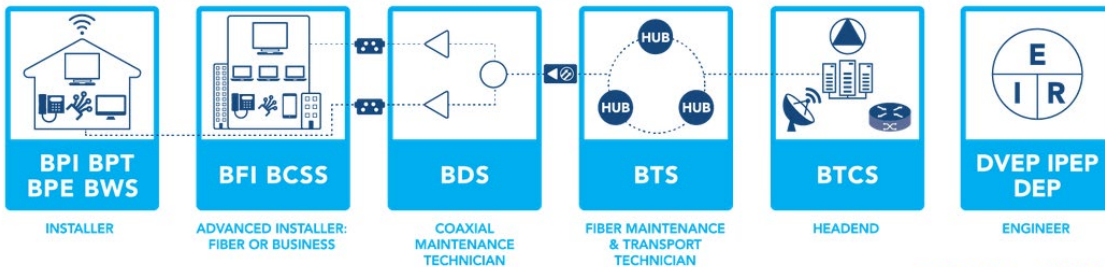 HUB
HUB HUB
E
I R
BPI BPT
BPE BWS
BFI BCSS
BDS
BTS
BTCS
DVEP IPEP
DEP
INSTALLER
ADVANCED INSTALLER:
FIBER OR BUSINESS
COAXIAL
MAINTENANCE
TECHNICIAN
FIBER MAINTENANCE
& TRANSPORT
TECHNICIAN
HEADEND
ENGINEER